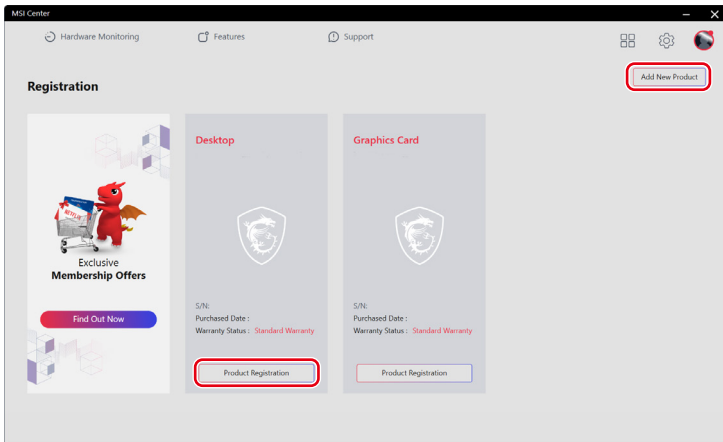 MSI Center
Hardware Monitoring
Features
Support
Registration
Add New Product
NETFLIX
Exclusive
Membership Offers
Find Out Now
Desktop
S/N:
Purchased Date :
Warranty Status : Standard Warranty
Product Registration
Graphics Card
S/N:
Purchased Date :
Warranty Status : Standard Warranty
Product Registration